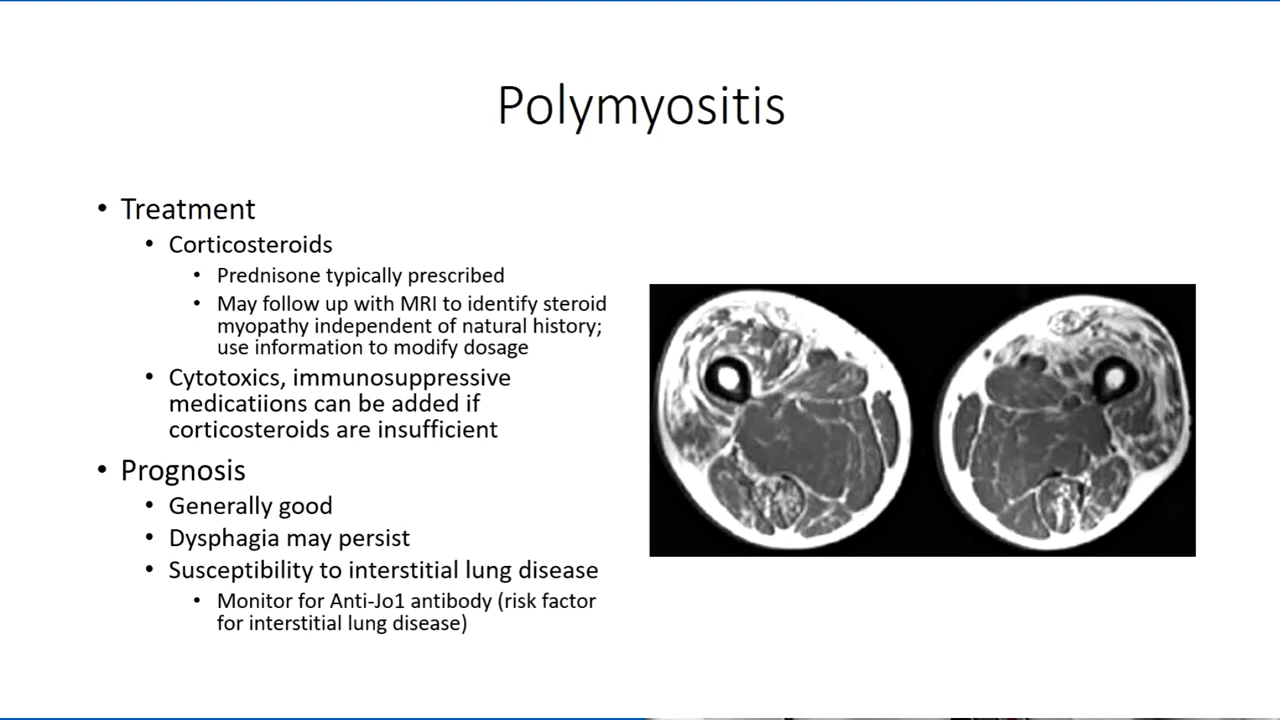 Polymyositis
• Treatment
• Corticosteroids
• Prednisone typically prescribed
• May follow up with MRI to identify steroid
myopathy independent of natural history;
use information to modify dosage
• Cytotoxics, immunosuppressive
medicatiions can be added if
corticosteroids are insufficient
• Prognosis
• Generally good
• Dysphagia may persist
• Susceptibility to interstitial lung disease
• Monitor for Anti-Jo1 antibody (risk factor
for interstitial lung disease)